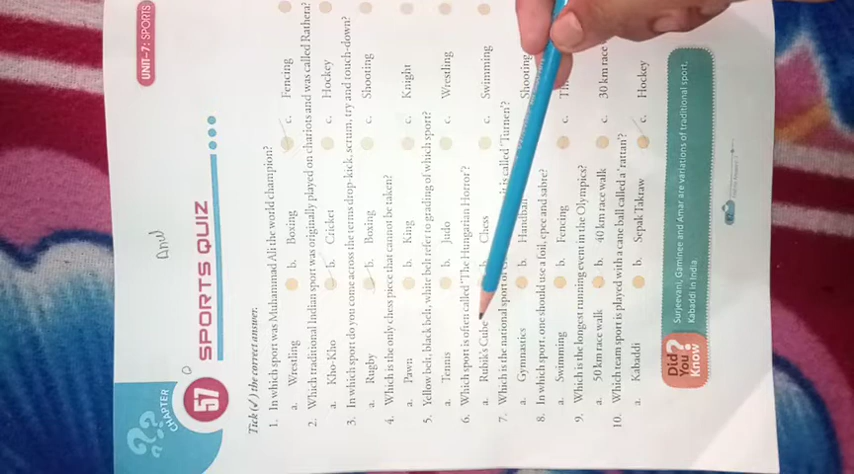 UNIT-7: SPORTS
CHAPTER
57
SPORTS QUIZ
Tick (✓) the correct answer.
1. In which sport was Muhammad Ali the world champion?
a. Wrestling b. Boxing c. Fencing
2. Which traditional Indian sport was originally played on chariots and was called Rathera?
a. Kho-Kho b. Cricket c. Hockey
3. In which sport do you come across the terms drop-kick, scrum, try and touch-down?
a. Rugby b. Boxing c. Shooting
4. Which is the only chess piece that cannot be taken?
a. Pawn b. King c. Knight
5. Yellow belt, black belt, white belt refer to grading of which sport?
a. Tennis b. Judo c. Wrestling
6. Which sport is often called 'The Hungarian Horror'?
a. Rubik's Cube b. Chess c. Swimming
7. Which is the national sport of it is called 'Turnen'?
a. Gymnastics b. Handball c. Shooting
8. In which sport, one should use a foil, epee and sabre?
a. Swimming b. Fencing c.
9. Which is the longest running event in the Olympics?
a. 50 km race walk b. 40 km race walk c. 30 km race
10. Which team sport is played with a cane ball called a 'rattan'?
a. Kabaddi b. Sepak Takraw c. Hockey
Did You Know?
Surjeevani, Gaminee and Amar are variations of traditional sport, Kabaddi in India.